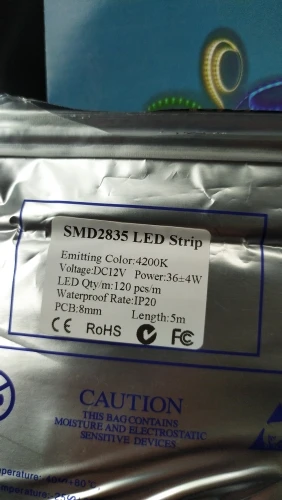 SMD2835 LED Strip
Emitting Color:4200K
Voltage:DC12V Power:36±4W
LED Qty/m:120 pcs/m
Waterproof Rate:IP20
PCB:8mm Length:5m
CE RoHS FC
CAUTION
THIS BAG CONTAINS
MOISTURE AND ELECTROSTATIC
SENSITIVE DEVICES